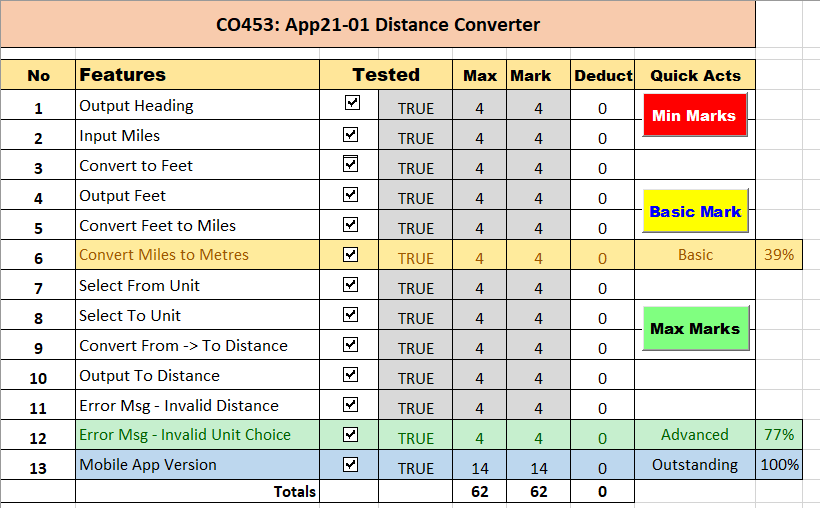 CO453: App21-01 Distance Converter
No Features Tested Max Mark Deduct Quick Acts
1 Output Heading TRUE 4 4 0 Min Marks
2 Input Miles TRUE 4 4 0
3 Convert to Feet TRUE 4 4 0
4 Output Feet TRUE 4 4 0 Basic Mark
5 Convert Feet to Miles TRUE 4 4 0
6 Convert Miles to Metres TRUE 4 4 0 Basic 39%
7 Select From Unit TRUE 4 4 0
8 Select To Unit TRUE 4 4 0 Max Marks
9 Convert From -> To Distance TRUE 4 4 0
10 Output To Distance TRUE 4 4 0
11 Error Msg - Invalid Distance TRUE 4 4 0
12 Error Msg - Invalid Unit Choice TRUE 4 4 0 Advanced 77%
13 Mobile App Version TRUE 14 14 0 Outstanding 100%
Totals 62 62 0